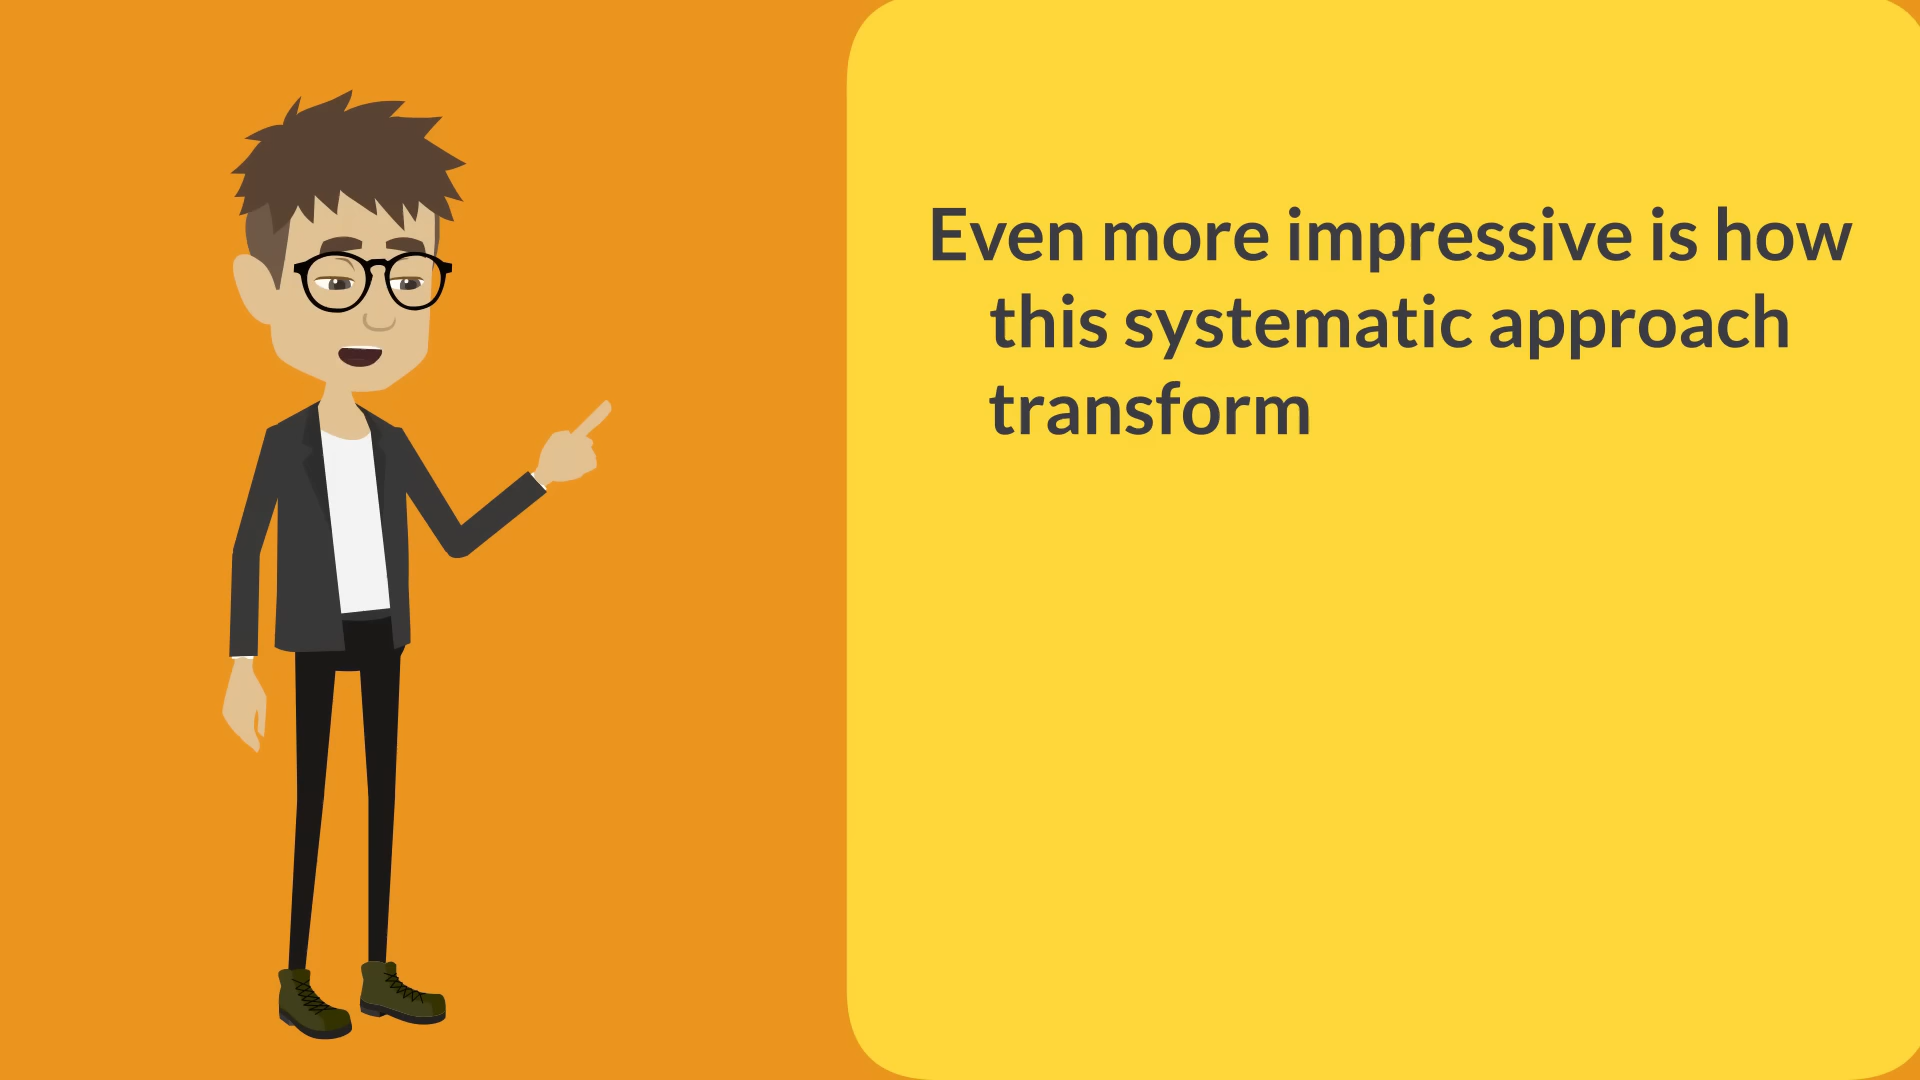 Even more impressive is how
this systematic approach
transform